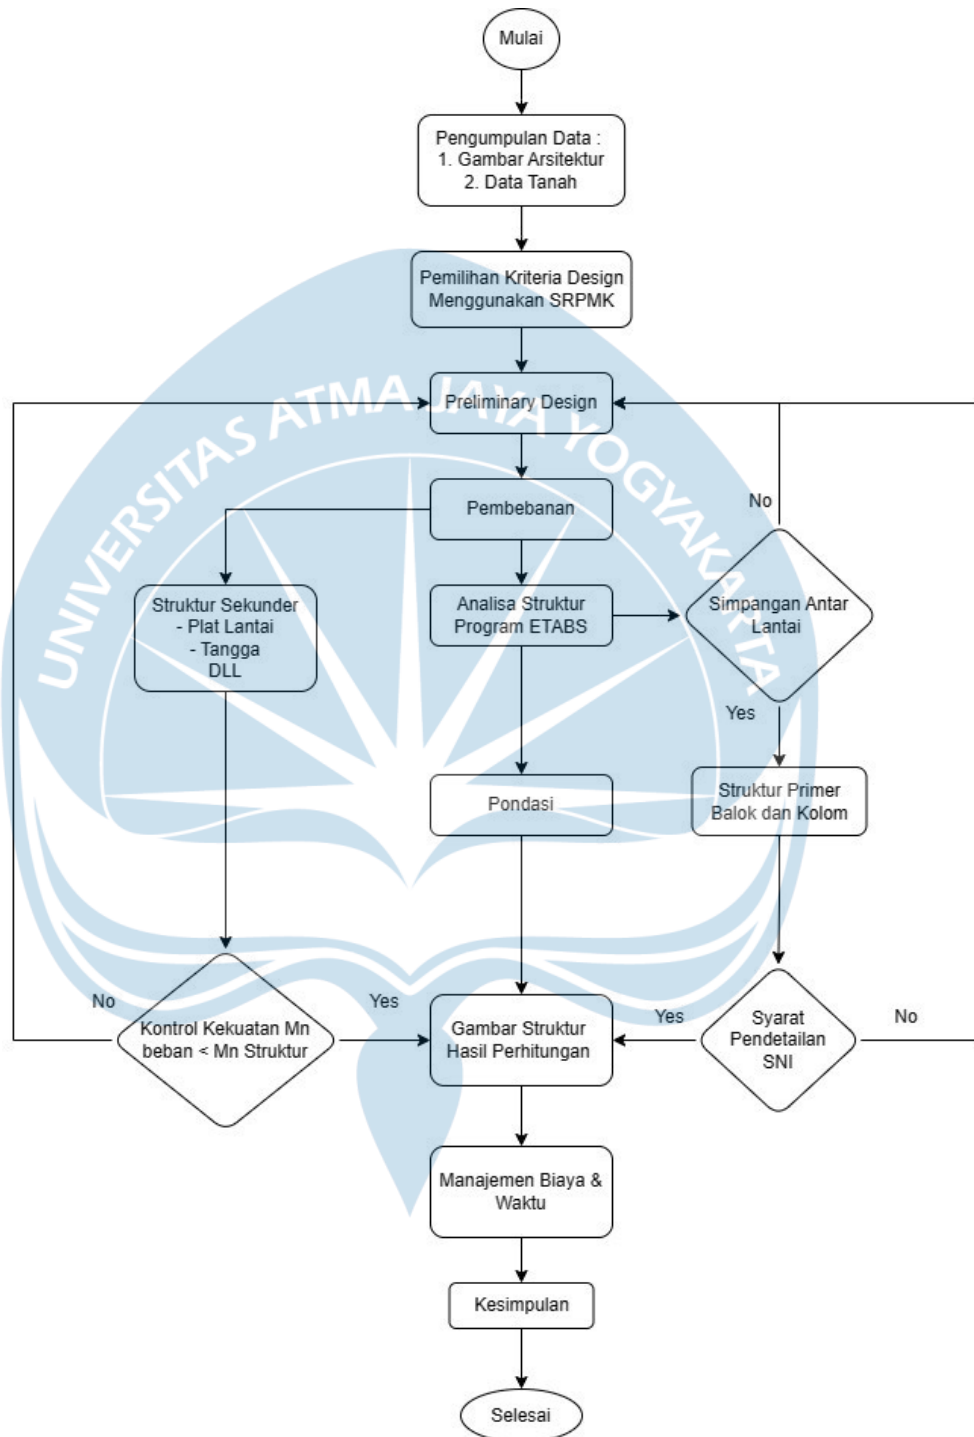 Mulai
Pengumpulan Data :
1. Gambar Arsitektur
2. Data Tanah
Pemilihan Kriteria Design
Menggunakan SRPMK
Preliminary Design
Pembebanan
No
Struktur Sekunder
- Plat Lantai
- Tangga
DLL
Analisa Struktur
Program ETABS
Simpangan Antar
Lantai
Yes
Pondasi
Struktur Primer
Balok dan Kolom
No
Kontrol Kekuatan Mn
beban < Mn Struktur
Yes
Gambar Struktur
Hasil Perhitungan
Yes
Syarat
Pendetailan
SNI
No
Manajemen Biaya &
Waktu
Kesimpulan
Selesai
UNIVERSITAS ATMA JAYA YOGYAKARTA